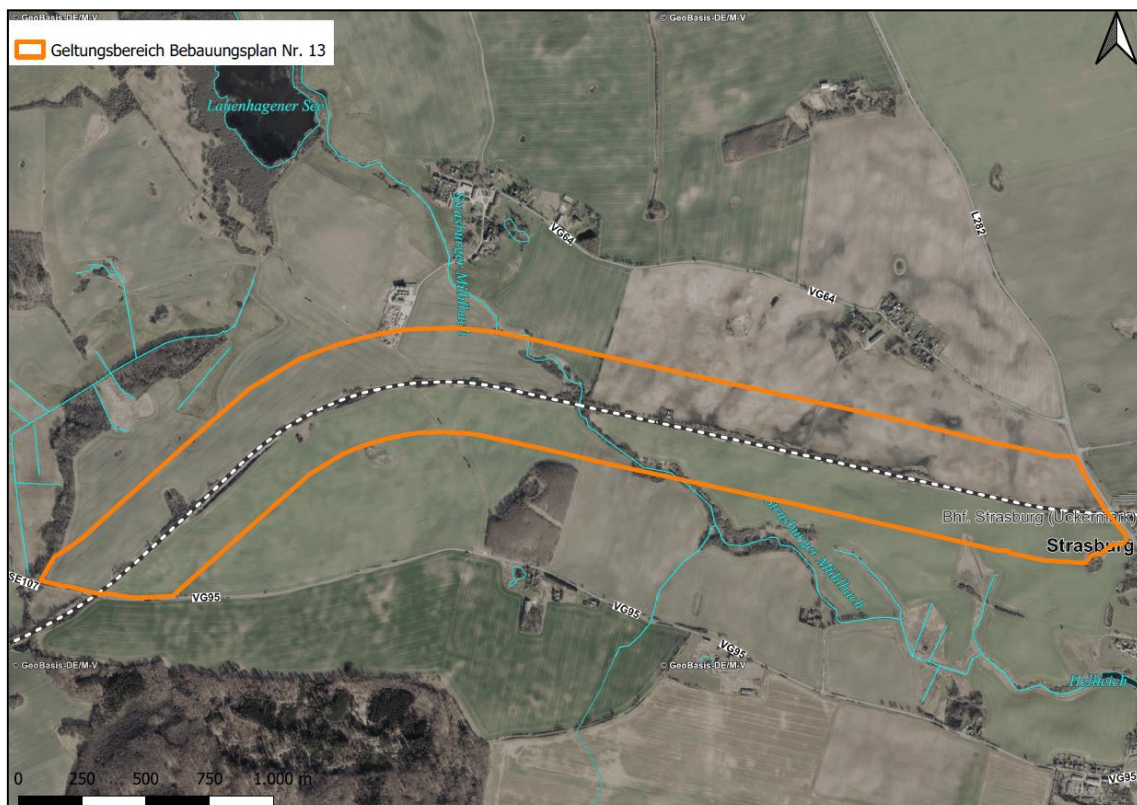 © GeoBasis-DE/M-V
© GeoBasis-DE/M-V
Geltungsbereich Bebauungsplan Nr. 13
Lauenhagener See
Strasburger Mühlbach
VG64
L282
VG64
Bhf. Strasburg (Uckermark)
Strasburg
SE107
VG95
Strasburger Mühlbach
VG95
VG95
© GeoBasis-DE/M-V
© GeoBasis-DE/M-V
Hellteich
VG95
0 250 500 750 1.000 m